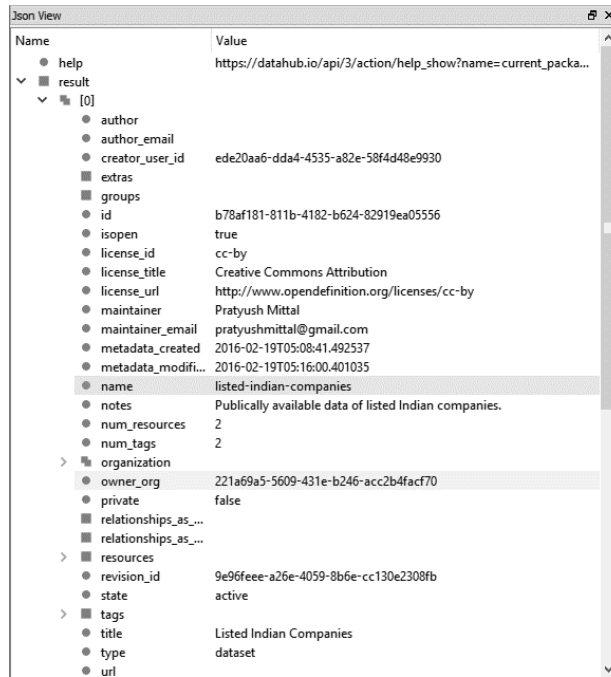 Json View
Name Value
help https://datahub.io/api/3/action/help_show?name=current_packa...
result
[0]
author
author_email
creator_user_id ede20aa6-dda4-4535-a82e-58f4d48e9930
extras
groups
id b78af181-811b-4182-b624-82919ea05556
isopen true
license_id cc-by
license_title Creative Commons Attribution
license_url http://www.opendefinition.org/licenses/cc-by
maintainer Pratyush Mittal
maintainer_email pratyushmittal@gmail.com
metadata_created 2016-02-19T05:08:41.492537
metadata_modifi... 2016-02-19T05:16:00.401035
name listed-indian-companies
notes Publically available data of listed Indian companies.
num_resources 2
num_tags 2
organization
owner_org 221a69a5-5609-431e-b246-acc2b4facf70
private false
relationships_as_...
relationships_as_...
resources
revision_id 9e96feee-a26e-4059-8b6e-cc130e2308fb
state active
tags
title Listed Indian Companies
type dataset
url